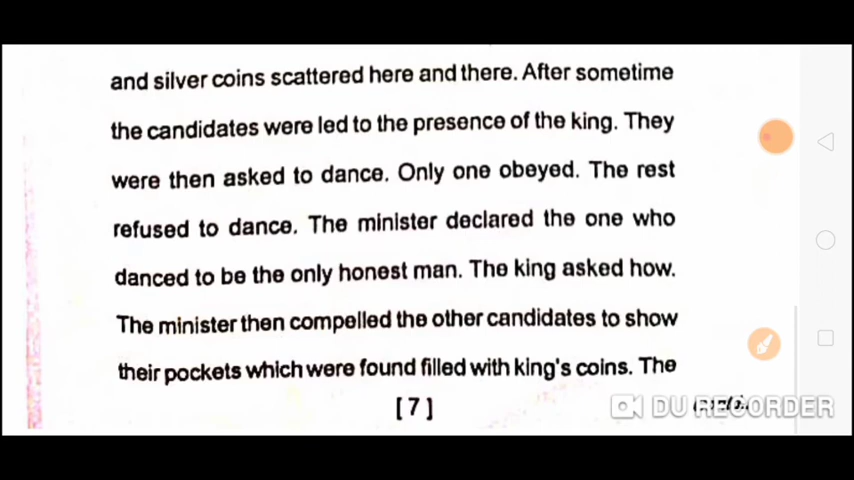 and silver coins scattered here and there. After sometime
the candidates were led to the presence of the king. They
were then asked to dance. Only one obeyed. The rest
refused to dance. The minister declared the one who
danced to be the only honest man. The king asked how.
The minister then compelled the other candidates to show
their pockets which were found filled with king's coins. The
[7]
DU RECORDER